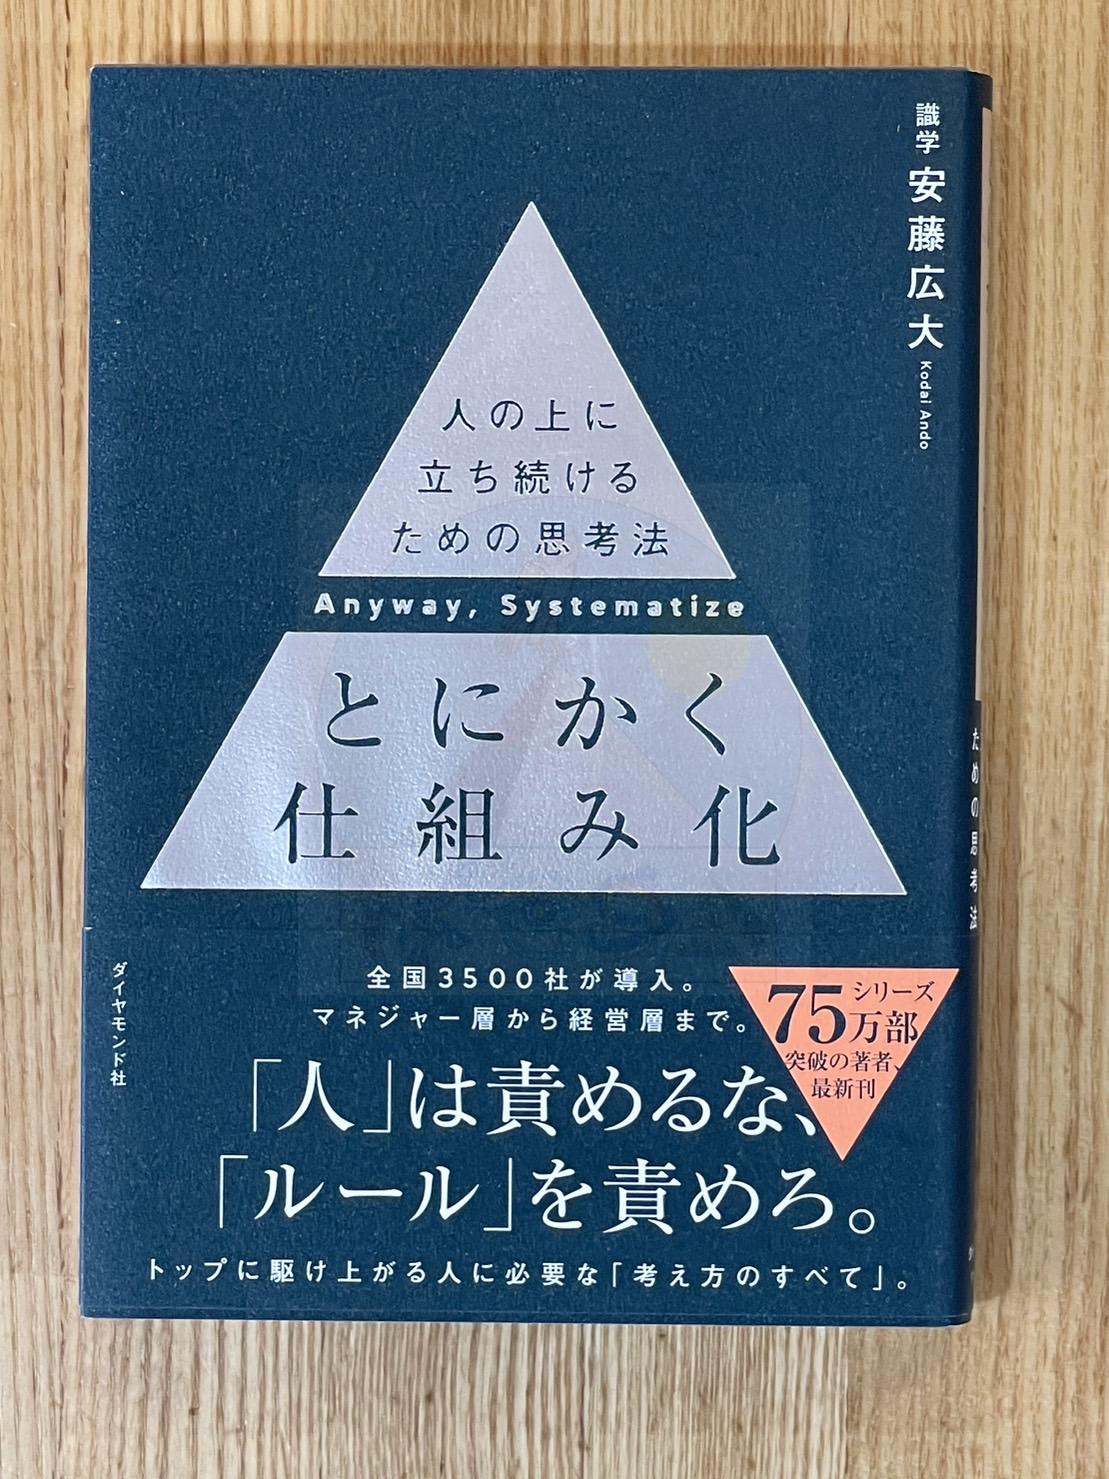 識学 安藤広大 Kodai Ando
人の上に
立ち続ける
ための思考法
Anyway, Systematize
とにかく
仕組み化
ダイヤモンド社
全国3500社が導入。
マネジャー層から経営層まで。
「人」は責めるな、
「ルール」を責めろ。
トップに駆け上がる人に必要な「考え方のすべて」。
シリーズ
75万部
突破の著者、
最新刊
ための思考法